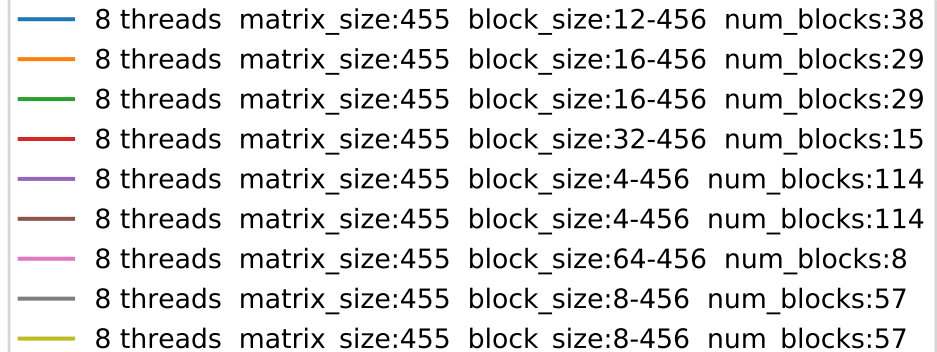 8 threads  matrix_size:455  block_size:12-456  num_blocks:38
8 threads  matrix_size:455  block_size:16-456  num_blocks:29
8 threads  matrix_size:455  block_size:16-456  num_blocks:29
8 threads  matrix_size:455  block_size:32-456  num_blocks:15
8 threads  matrix_size:455  block_size:4-456  num_blocks:114
8 threads  matrix_size:455  block_size:4-456  num_blocks:114
8 threads  matrix_size:455  block_size:64-456  num_blocks:8
8 threads  matrix_size:455  block_size:8-456  num_blocks:57
8 threads  matrix_size:455  block_size:8-456  num_blocks:57